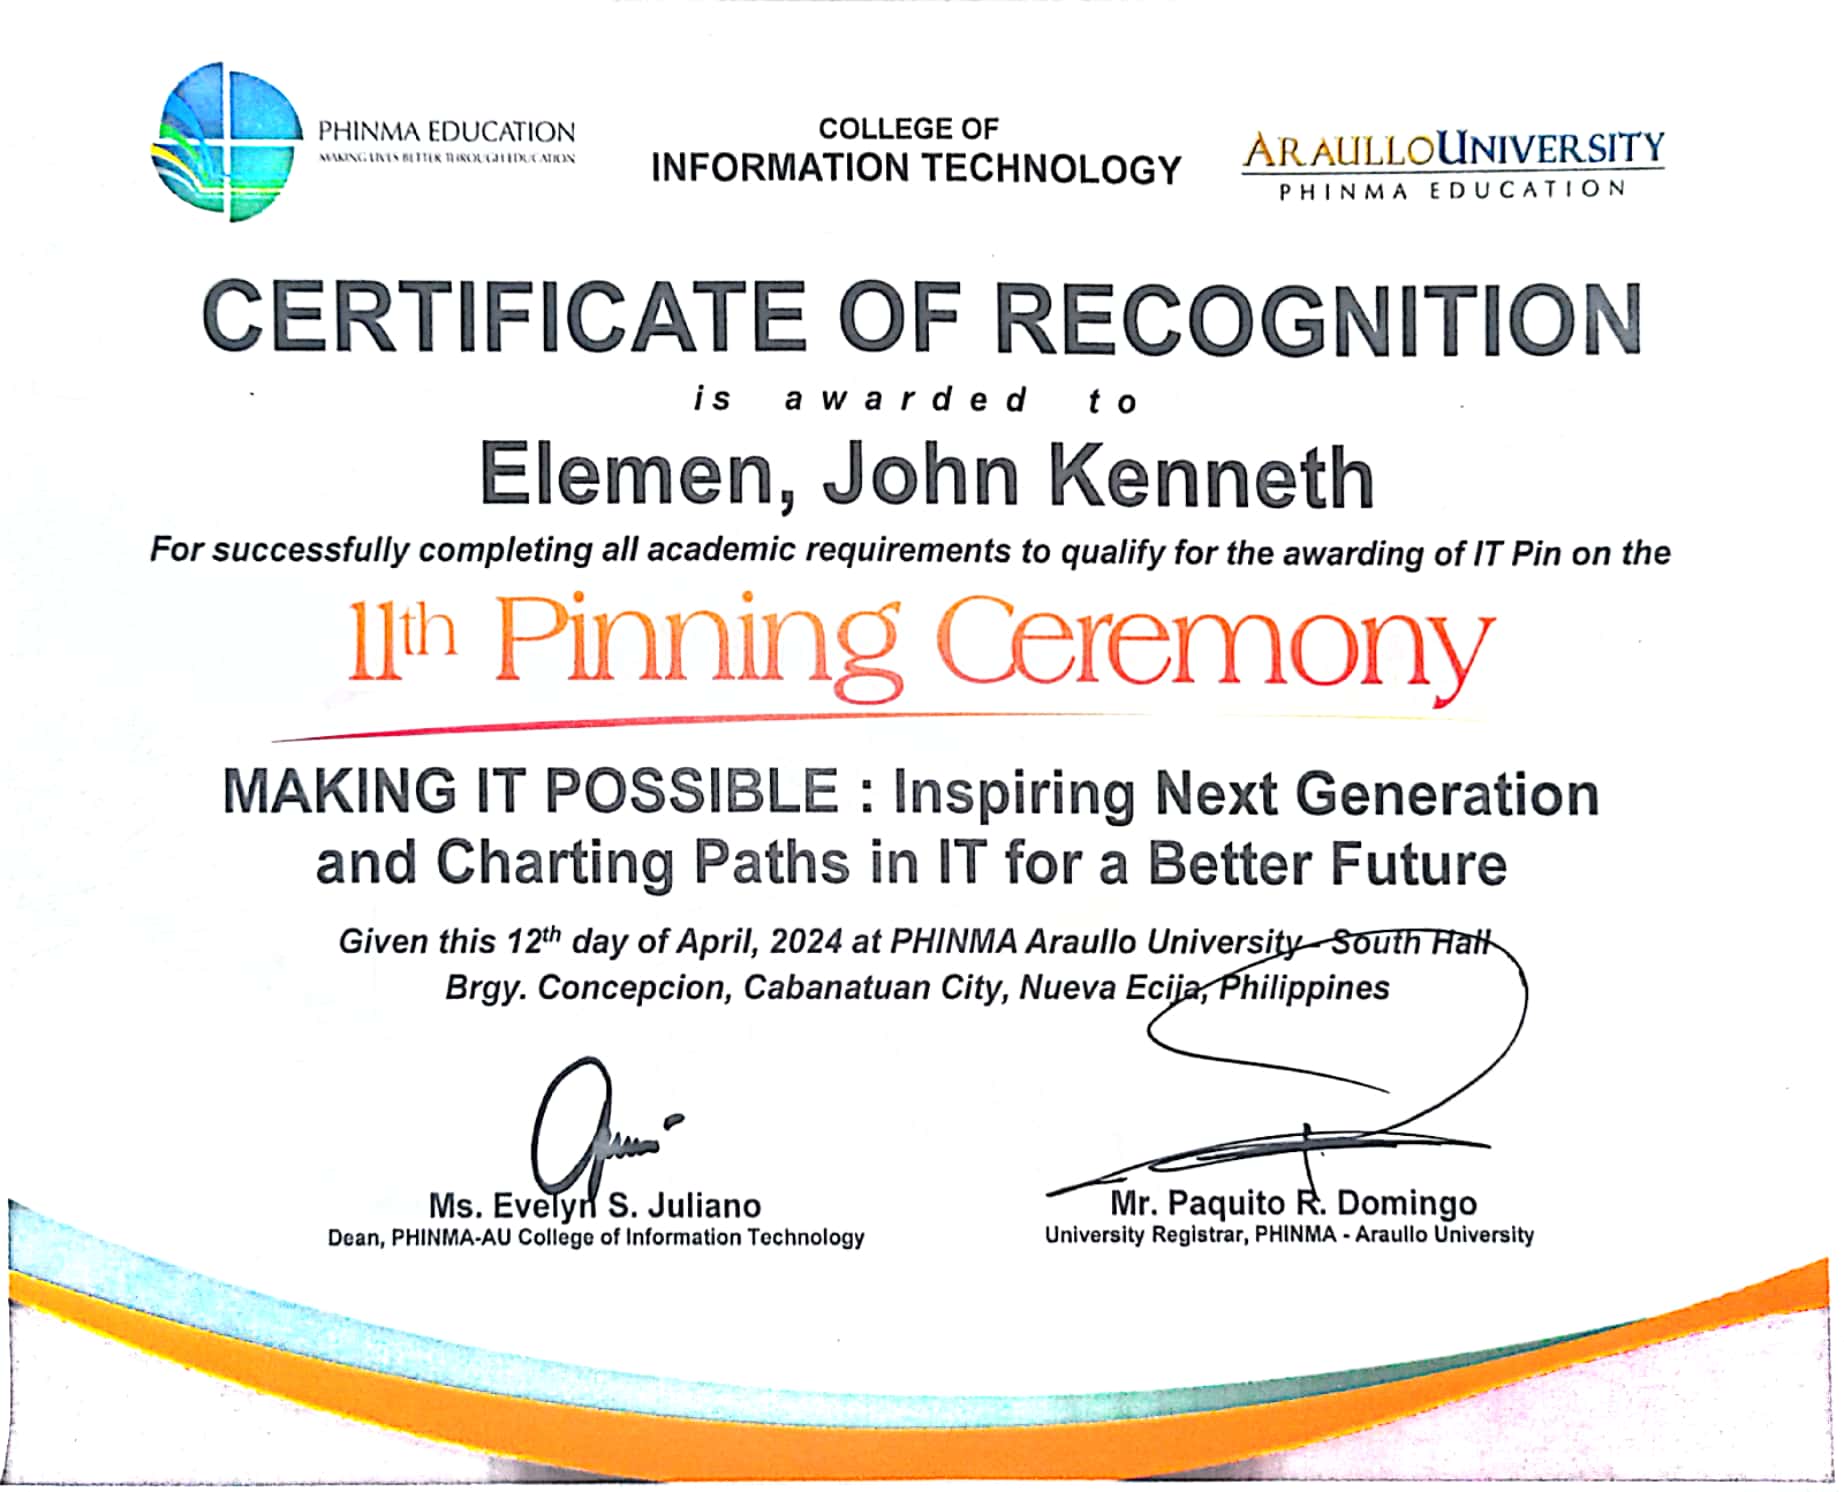 PHINMA EDUCATION
MAKING LIVES BETTER THROUGH EDUCATION
COLLEGE OF
INFORMATION TECHNOLOGY
ARAULLO UNIVERSITY
PHINMA EDUCATION
CERTIFICATE OF RECOGNITION
is awarded to
Elemen, John Kenneth
For successfully completing all academic requirements to qualify for the awarding of IT Pin on the
11th Pinning Ceremony
MAKING IT POSSIBLE : Inspiring Next Generation
and Charting Paths in IT for a Better Future
Given this 12th day of April, 2024 at PHINMA Araullo University - South Hall
Brgy. Concepcion, Cabanatuan City, Nueva Ecija, Philippines
Ms. Evelyn S. Juliano
Dean, PHINMA-AU College of Information Technology
Mr. Paquito R. Domingo
University Registrar, PHINMA - Araullo University